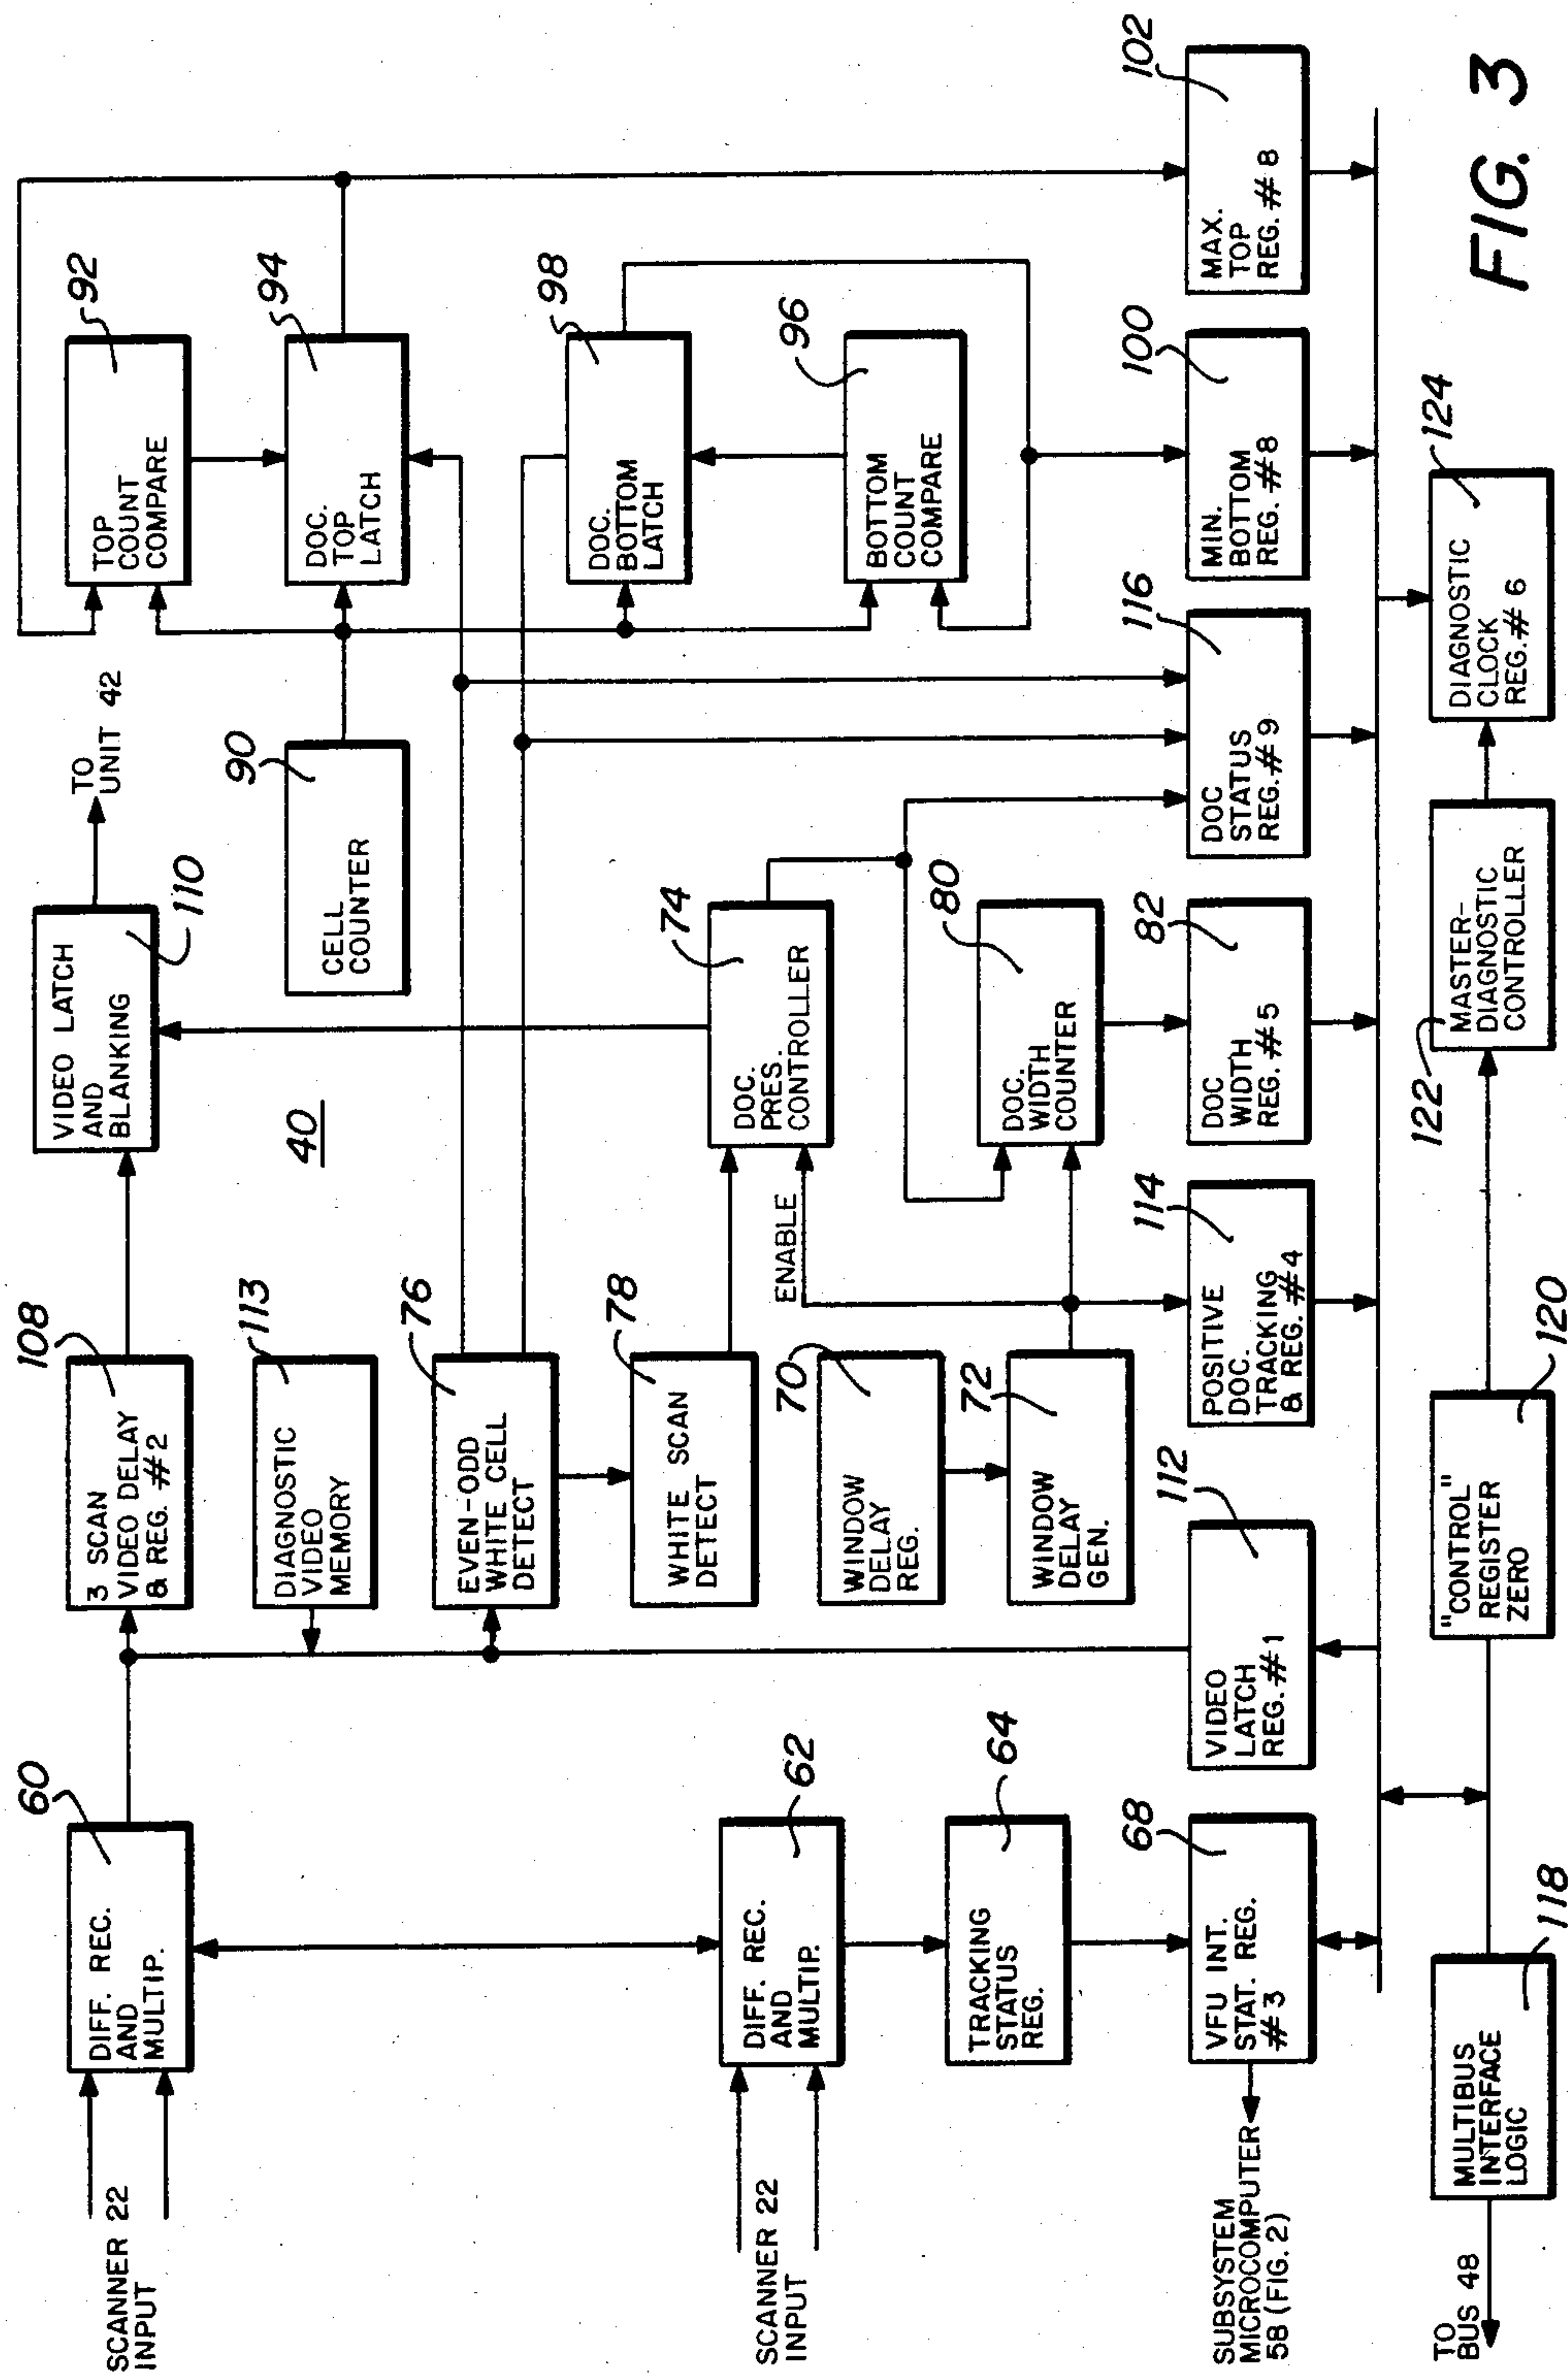 SCANNER 22
INPUT
60
DIFF. REC.
AND
MULTIP.
108
3 SCAN
VIDEO DELAY
& REG. #2
VIDEO LATCH
AND
BLANKING
110
TO
UNIT 42
TOP
COUNT
COMPARE
92
113
DIAGNOSTIC
VIDEO
MEMORY
40
90
CELL
COUNTER
DOC.
TOP
LATCH
94
76
EVEN-ODD
WHITE CELL
DETECT
78
WHITE SCAN
DETECT
DOC.
BOTTOM
LATCH
98
SCANNER 22
INPUT
62
DIFF. REC.
AND
MULTIP.
70
WINDOW
DELAY
REG.
ENABLE
74
DOC.
PRES.
CONTROLLER
BOTTOM
COUNT
COMPARE
96
64
TRACKING
STATUS
REG.
72
WINDOW
DELAY
GEN.
80
DOC.
WIDTH
COUNTER
SUBSYSTEM
MICROCOMPUTER
58 (FIG. 2)
68
VFU INT.
STAT. REG.
#3
112
VIDEO
LATCH
REG. #1
114
POSITIVE
DOC.
TRACKING
& REG. #4
82
DOC
WIDTH
REG. #5
116
DOC
STATUS
REG. #9
100
MIN.
BOTTOM
REG. #8
102
MAX.
TOP
REG. #8
TO
BUS 48
118
MULTIBUS
INTERFACE
LOGIC
120
"CONTROL"
REGISTER
ZERO
122
MASTER-
DIAGNOSTIC
CONTROLLER
124
DIAGNOSTIC
CLOCK
REG. # 6
FIG. 3